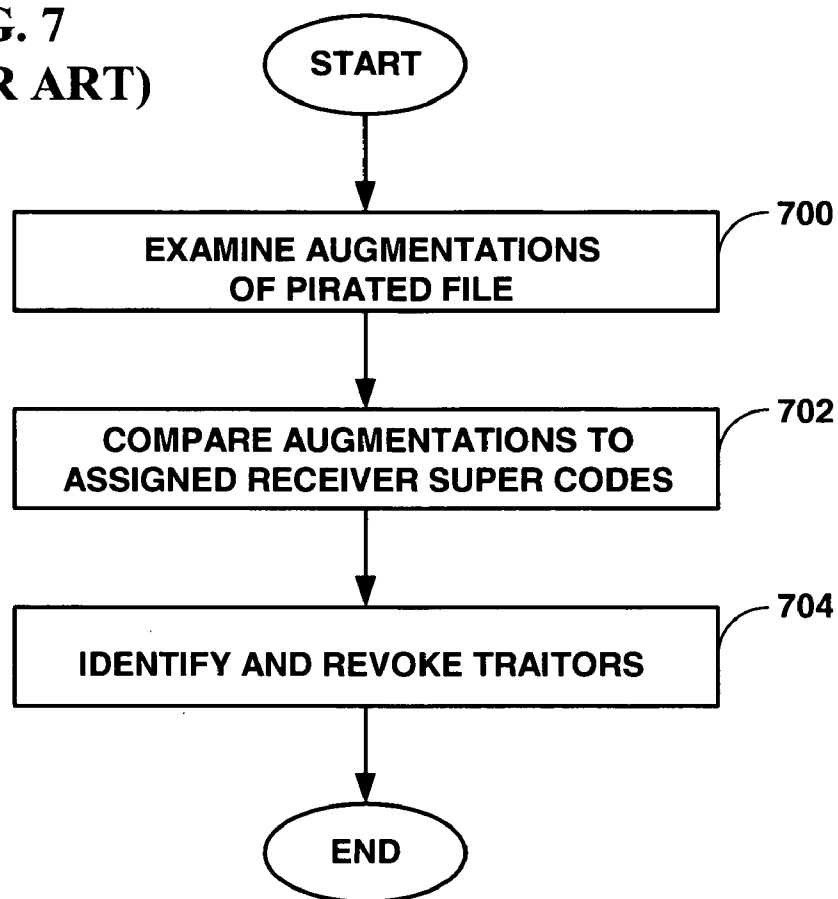 G. 7
R ART)
START
700
EXAMINE AUGMENTATIONS
OF PIRATED FILE
702
COMPARE AUGMENTATIONS TO
ASSIGNED RECEIVER SUPER CODES
704
IDENTIFY AND REVOKE TRAITORS
END